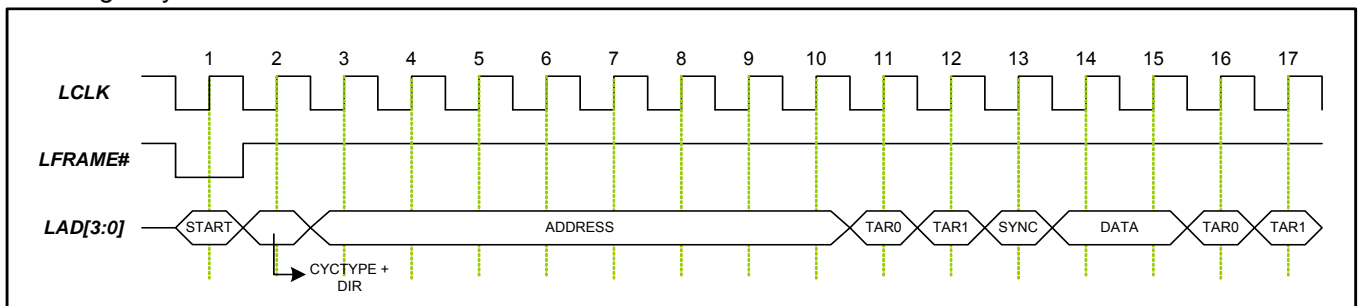 1 2 3 4 5 6 7 8 9 10 11 12 13 14 15 16 17
LCLK
LFRAME#
LAD[3:0] START ADDRESS TAR0 TAR1 SYNC DATA TAR0 TAR1
CYCTYPE +
DIR